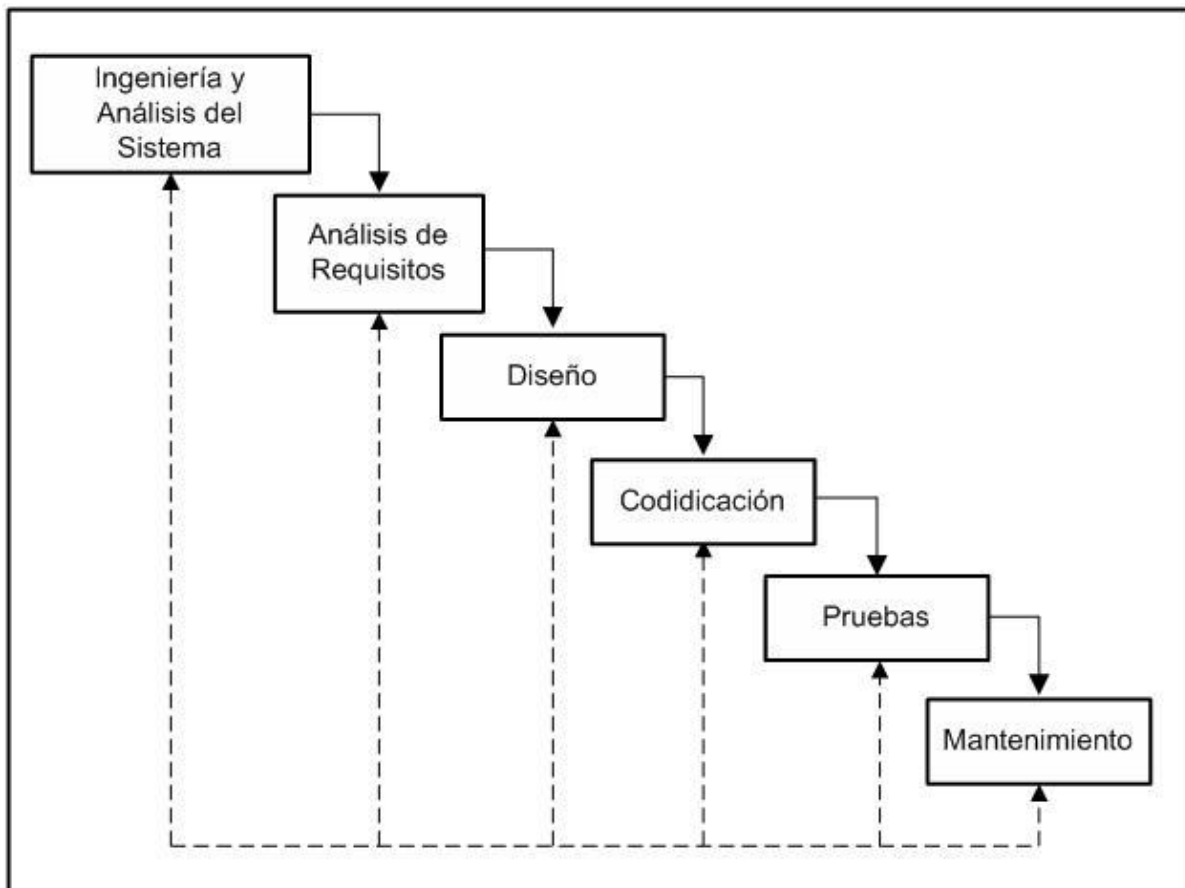 Ingeniería y
Análisis del
Sistema
Análisis de
Requisitos
Diseño
Codidicación
Pruebas
Mantenimiento